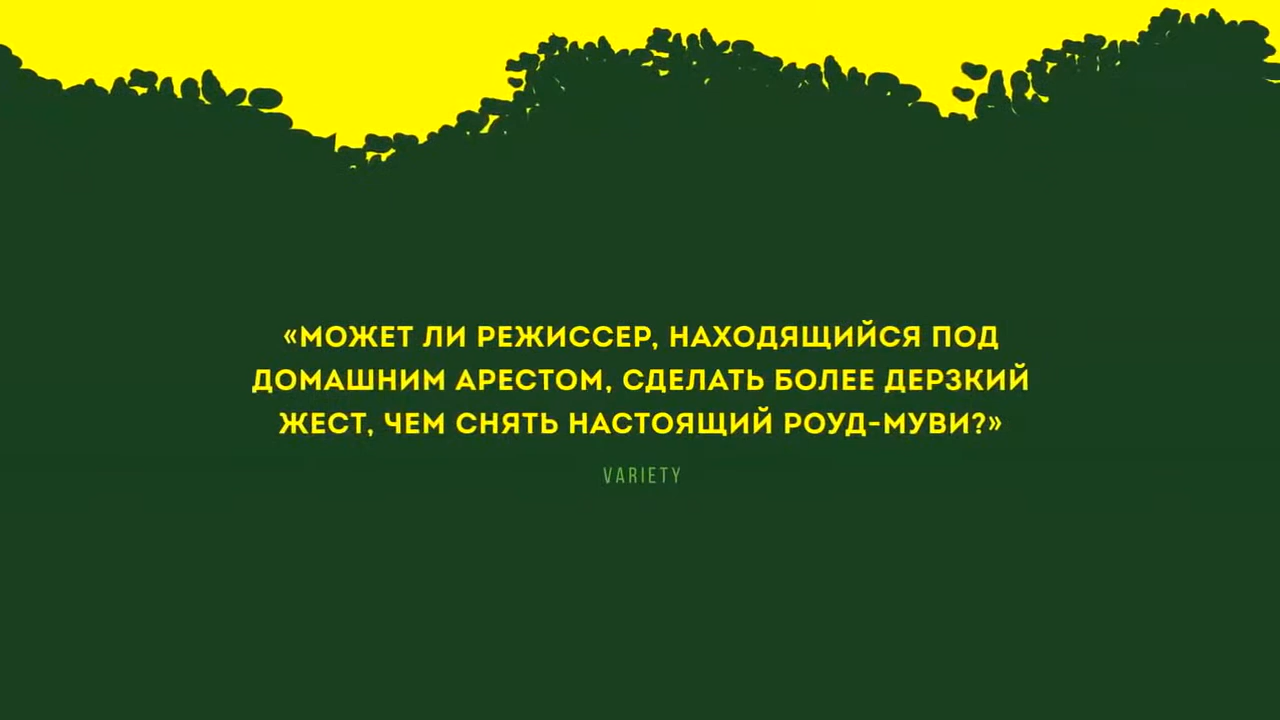 «МОЖЕТ ЛИ РЕЖИССЕР, НАХОДЯЩИЙСЯ ПОД
ДОМАШНИМ АРЕСТОМ, СДЕЛАТЬ БОЛЕЕ ДЕРЗКИЙ
ЖЕСТ, ЧЕМ СНЯТЬ НАСТОЯЩИЙ РОУД-МУВИ?»
VARIETY